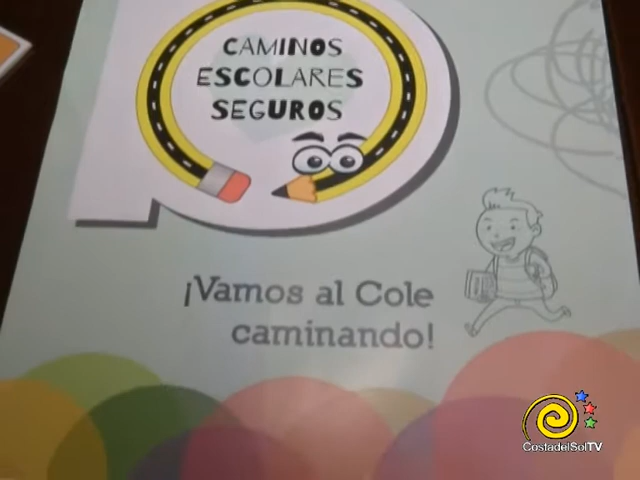 CAMINOS
ESCOLARES
SEGUROS
¡Vamos al Cole
caminando!
CostadelSolTV